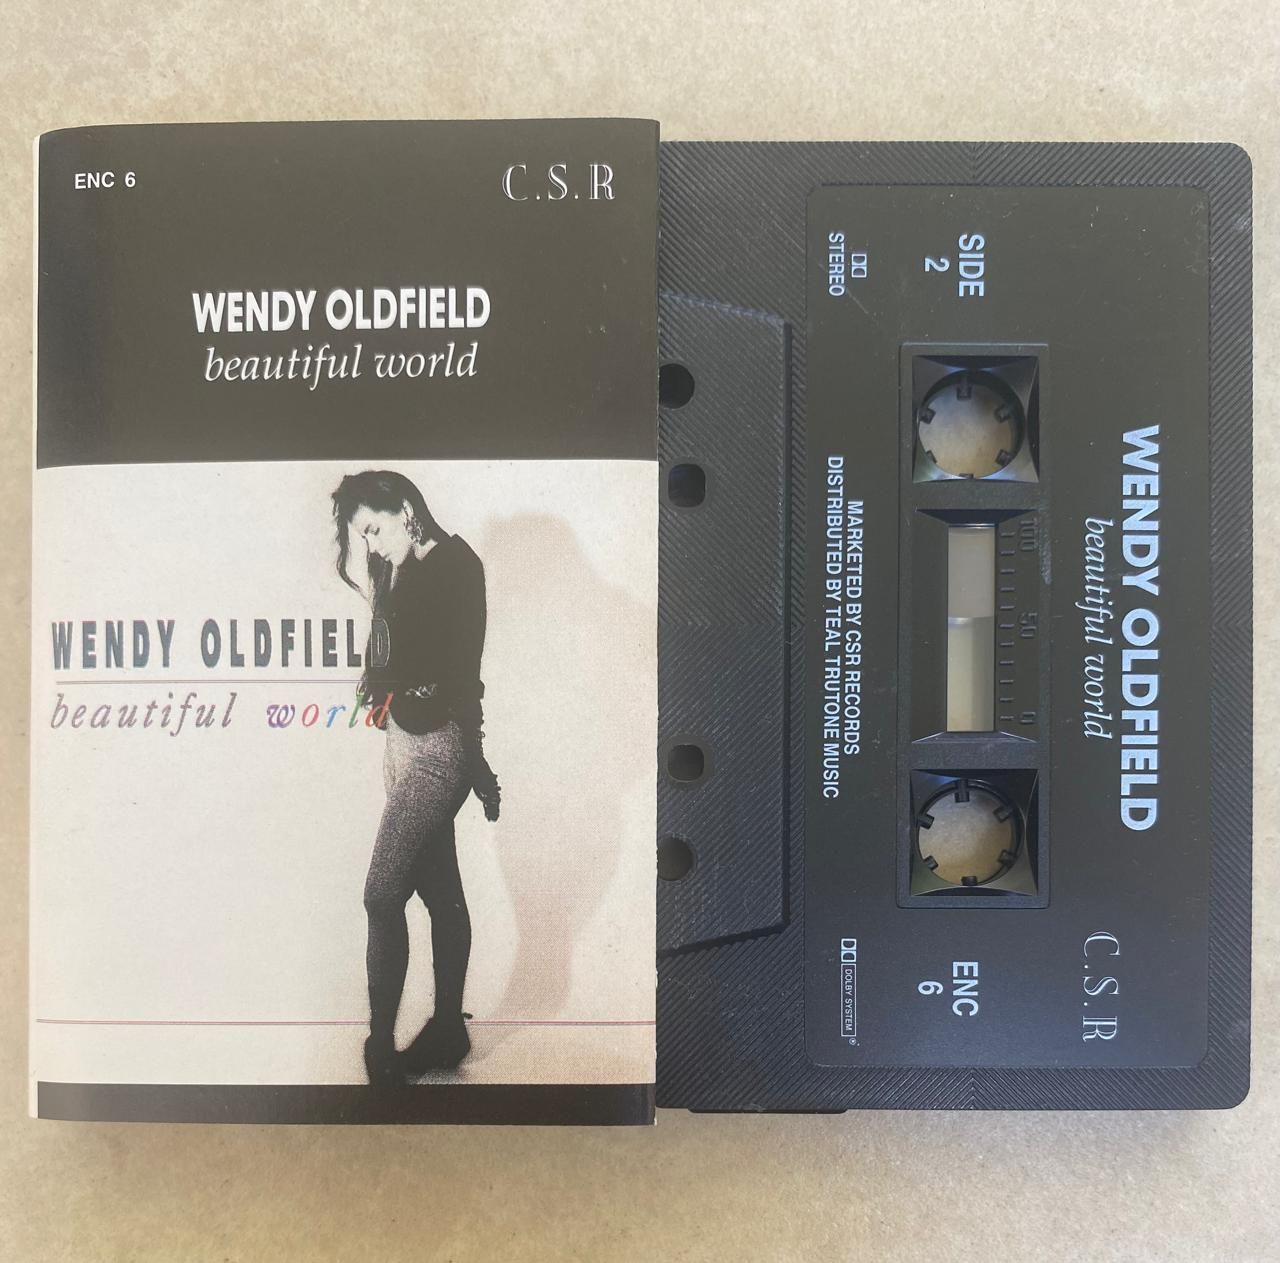 ENC 6
C.S.R
WENDY OLDFIELD
beautiful world
WENDY OLDFIELD
beautiful world
WENDY OLDFIELD
beautiful world
C.S.R
SIDE
2
ENC
6
100
50
0
STEREO
MARKETED BY CSR RECORDS
DISTRIBUTED BY TEAL TRUTONE MUSIC
DOLBY SYSTEM ®